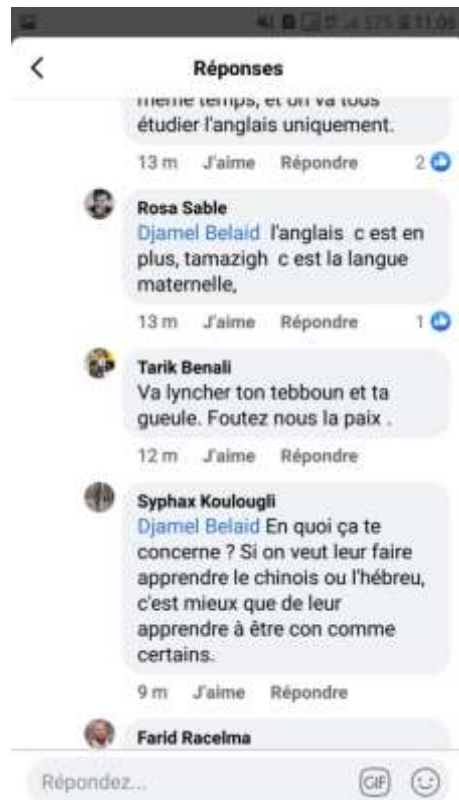 57% 11:06
Réponses
même temps, et on va tous
étudier l'anglais uniquement.
13 m J'aime Répondre 2
Rosa Sable
Djamel Belaid l'anglais c est en
plus, tamazigh c est la langue
maternelle,
13 m J'aime Répondre 1
Tarik Benali
Va lyncher ton tebboun et ta
gueule. Foutez nous la paix .
12 m J'aime Répondre
Syphax Koulougli
Djamel Belaid En quoi ça te
concerne ? Si on veut leur faire
apprendre le chinois ou l'hébreu,
c'est mieux que de leur
apprendre à être con comme
certains.
9 m J'aime Répondre
Farid Racelma
Répondez... GIF